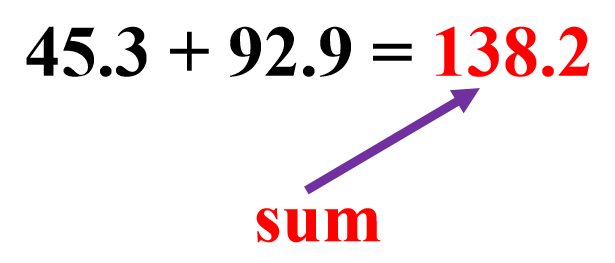 45.3 + 92.9 = 138.2
sum